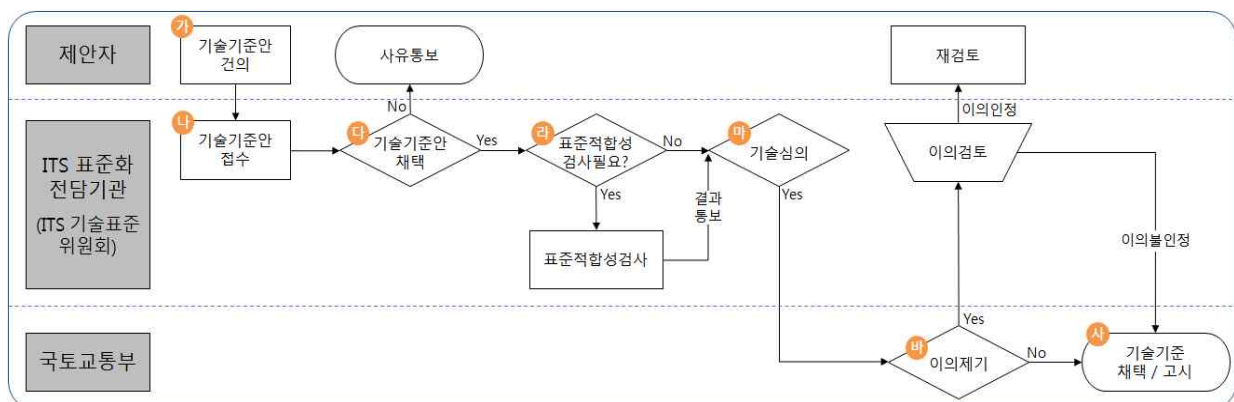 제안자
가
기술기준안
건의
사유통보
재검토
No
이의인정
ITS 표준화
전담기관
(ITS 기술표준
위원회)
나
기술기준안
접수
다
기술기준안
채택
Yes
라
표준적합성
검사필요?
No
마
기술심의
이의검토
Yes
결과
통보
표준적합성검사
이의불인정
국토교통부
Yes
바
이의제기
No
사
기술기준
채택 / 고시